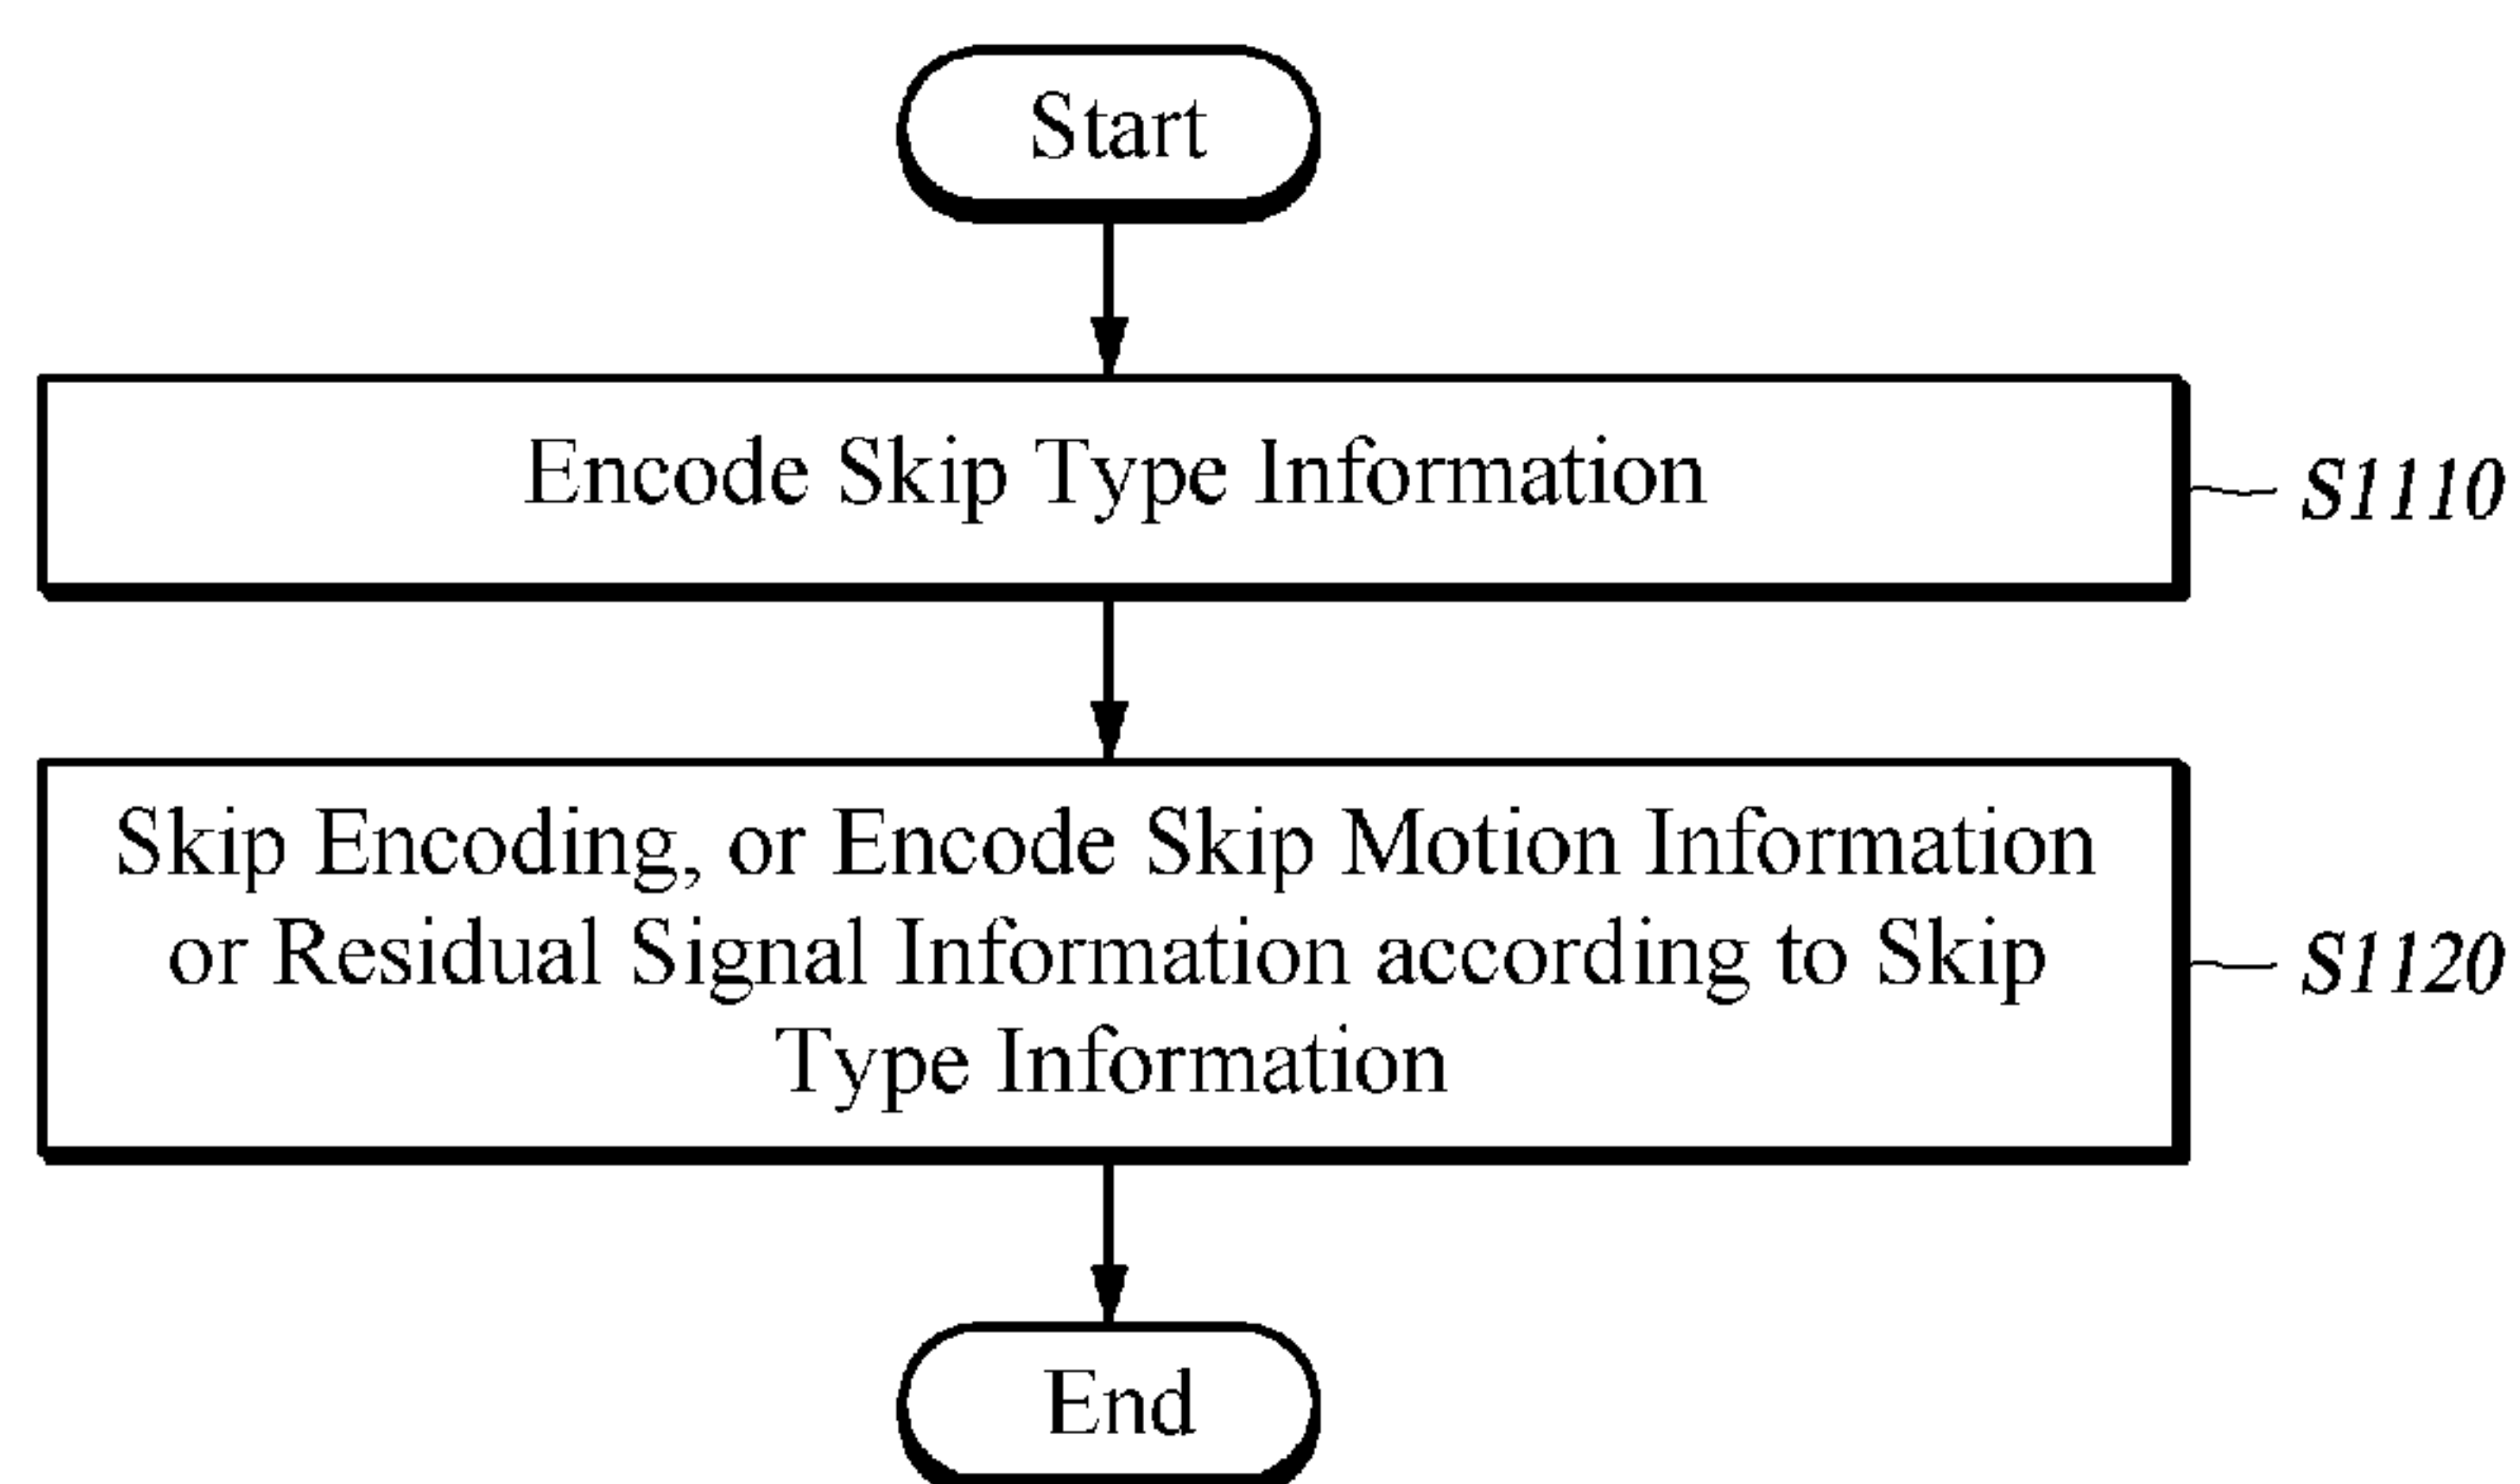 Start
Encode Skip Type Information
S1110
Skip Encoding, or Encode Skip Motion Information
or Residual Signal Information according to Skip
Type Information
S1120
End